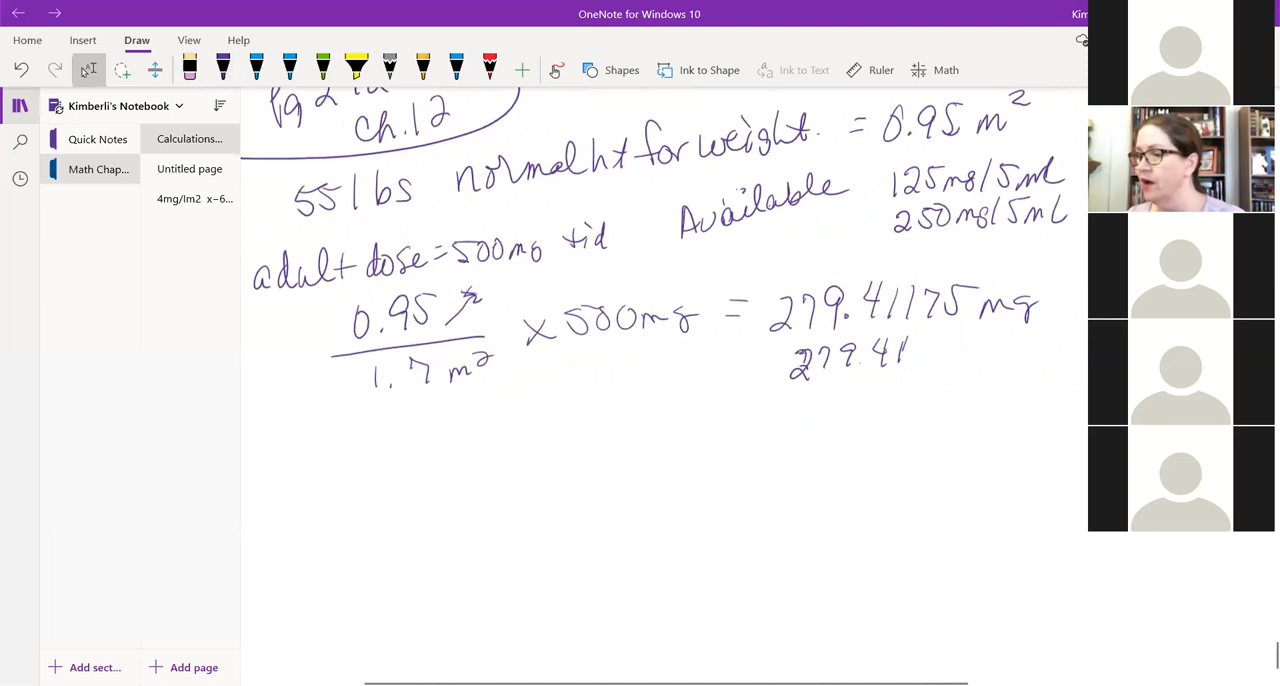 OneNote for Windows 10
Kim
Home Insert Draw View Help
Shapes Ink to Shape Ink to Text Ruler Math
Kimberli's Notebook
Quick Notes
Math Chap...
Calculations...
Untitled page
4mg/lm2 x–6...
ch.12
55 lbs normal ht for weight. = 0.95 m²
Available 125mg/5mL
250mg/5mL
adult dose = 500mg tid
0.95
1.7 m²
x 500mg = 279.41175 mg
279.41
Add sect...
Add page